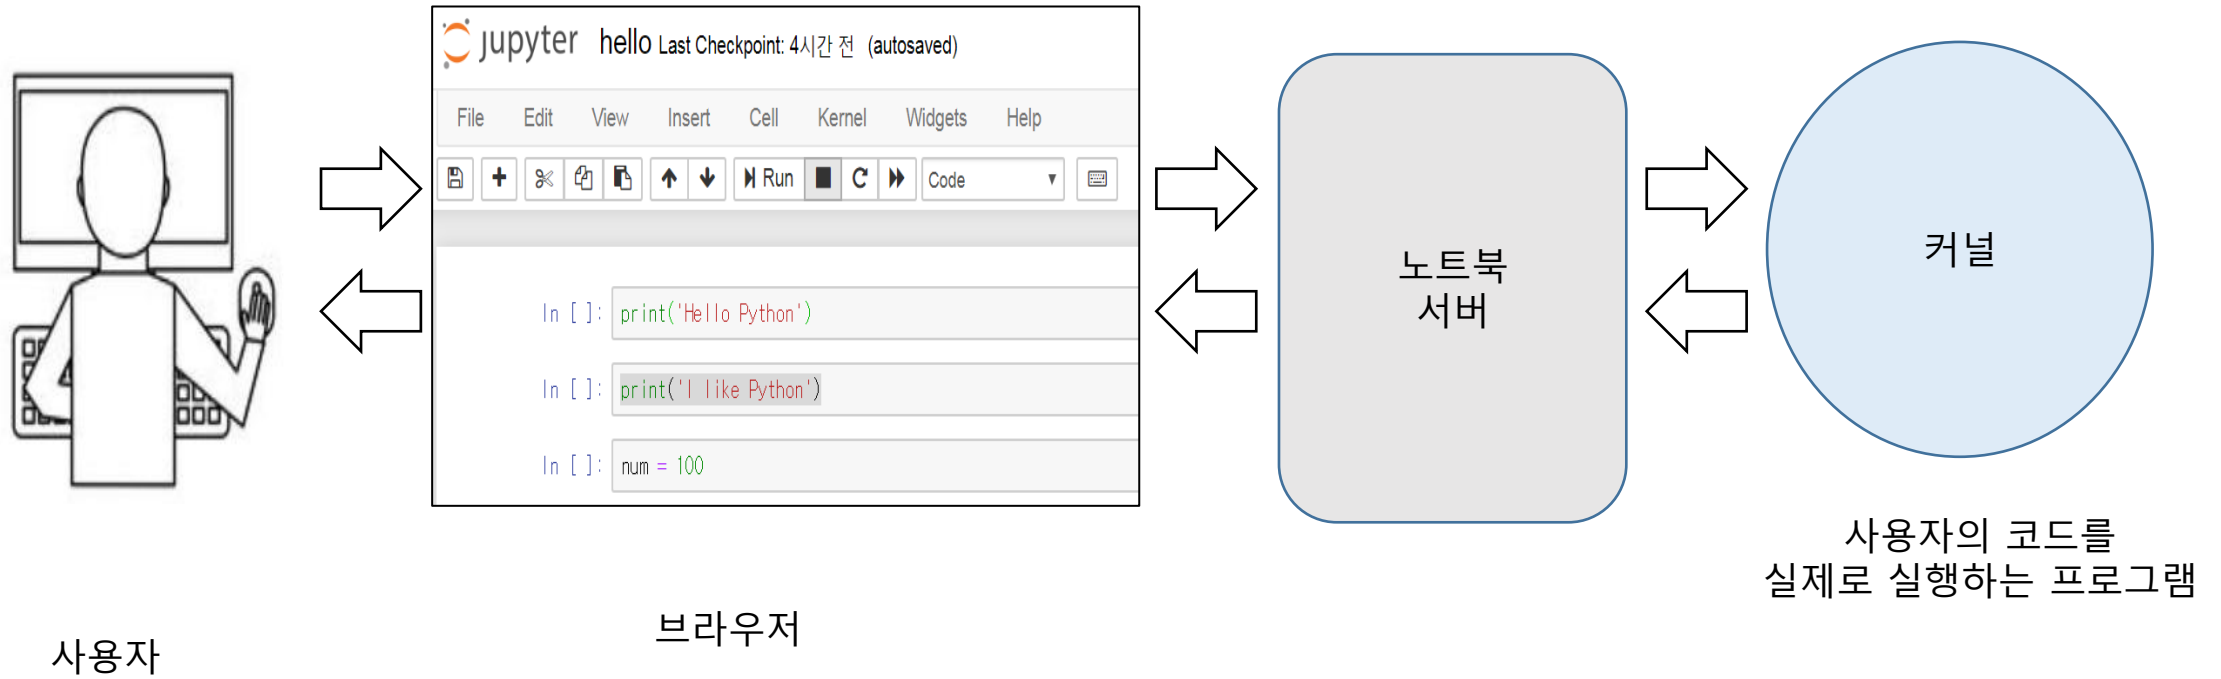 jupyter hello Last Checkpoint: 4시간 전 (autosaved)
File Edit View Insert Cell Kernel Widgets Help
Run Code
In [ ]: print('Hello Python')
In [ ]: print('I like Python')
In [ ]: num = 100
노트북
서버
커널
사용자의 코드를
실제로 실행하는 프로그램
브라우저
사용자